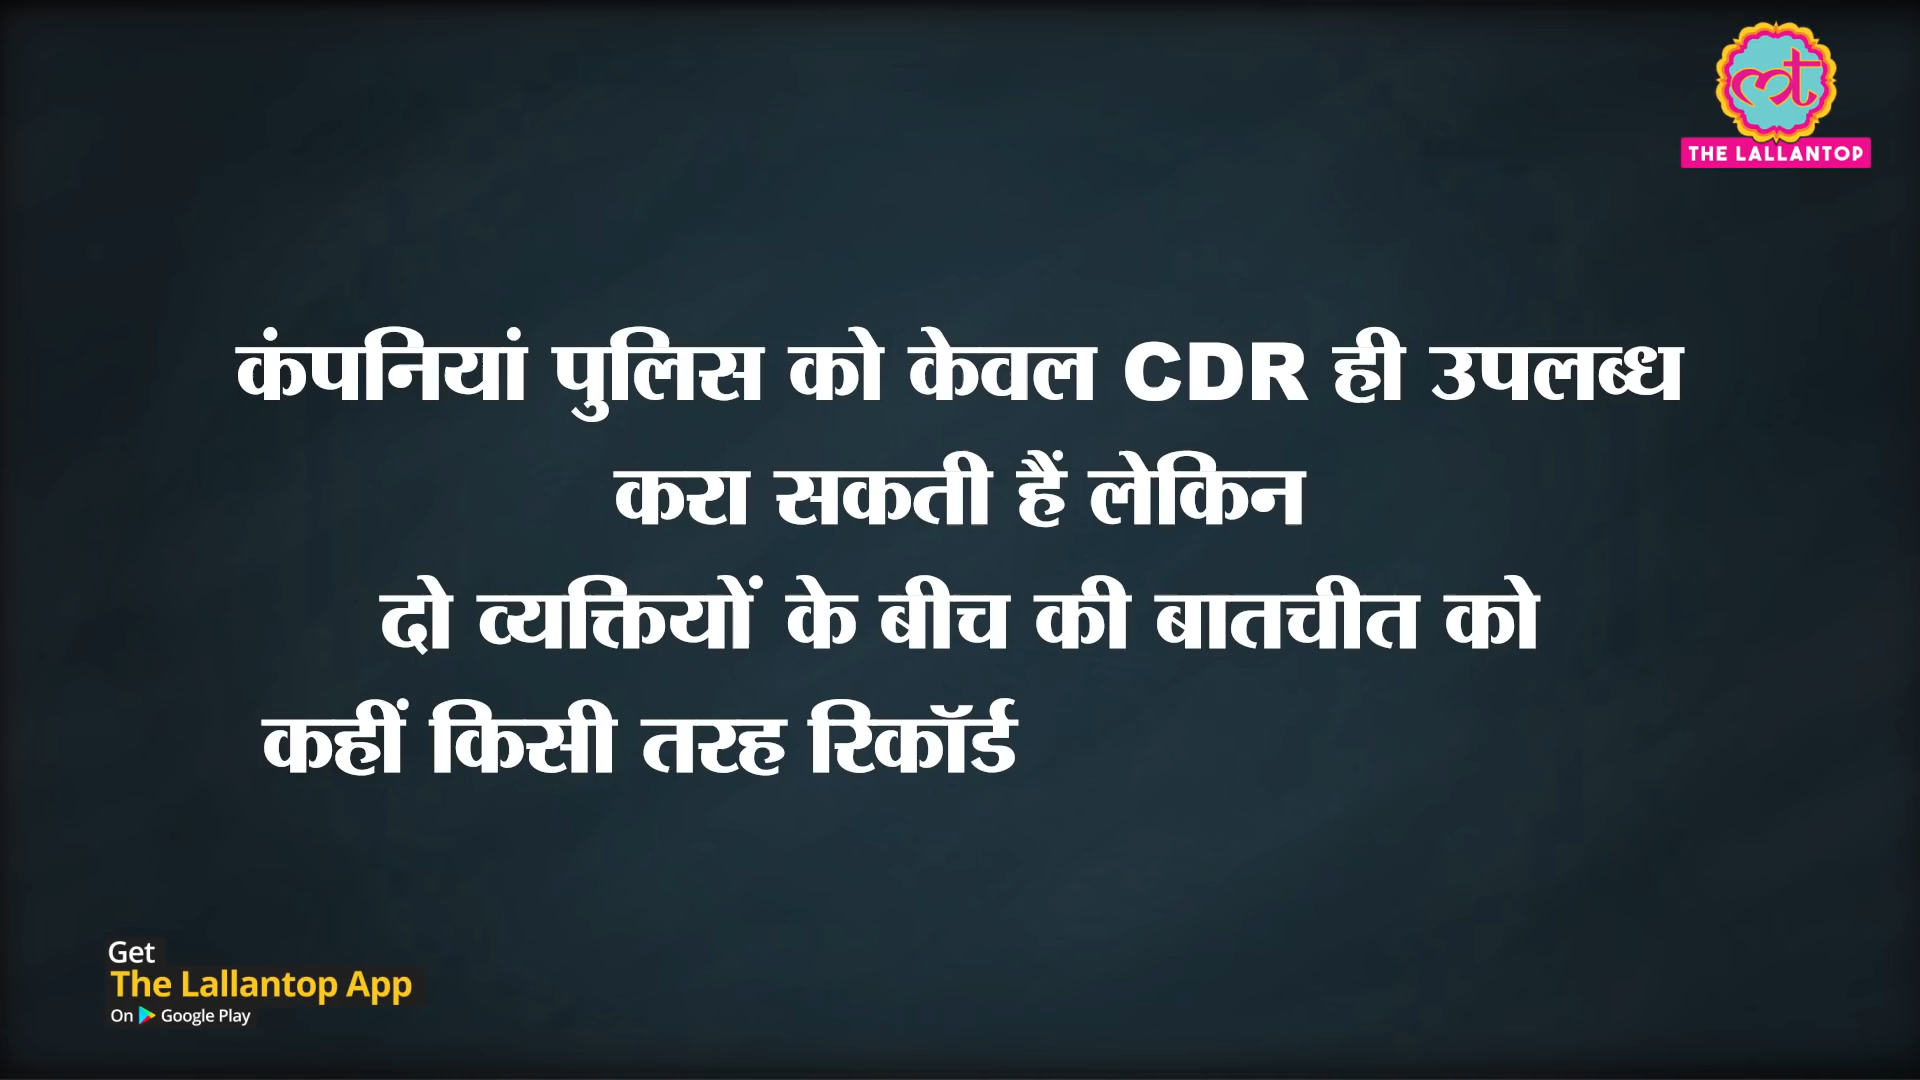 THE LALLANTOP
कंपनियां पुलिस को केवल CDR ही उपलब्ध
करा सकती हैं लेकिन
दो व्यक्तियों के बीच की बातचीत को
कहीं किसी तरह रिकॉर्ड
Get
The Lallantop App
On Google Play